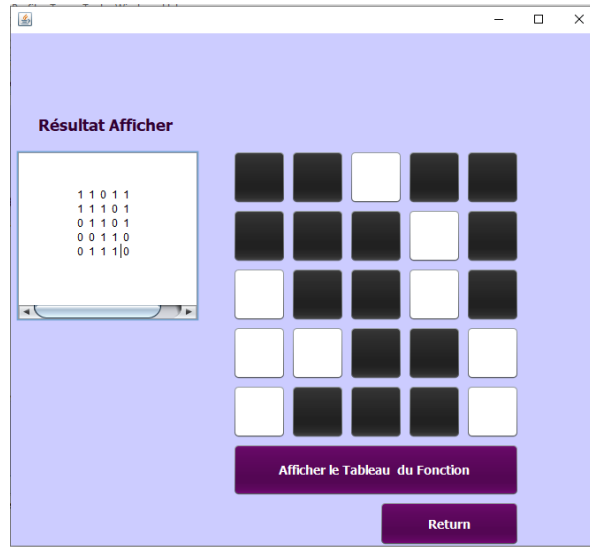 Résultat Afficher
1 1 0 1 1
1 1 1 0 1
0 1 1 0 1
0 0 1 1 0
0 1 1 1 0
Afficher le Tableau du Fonction
Return